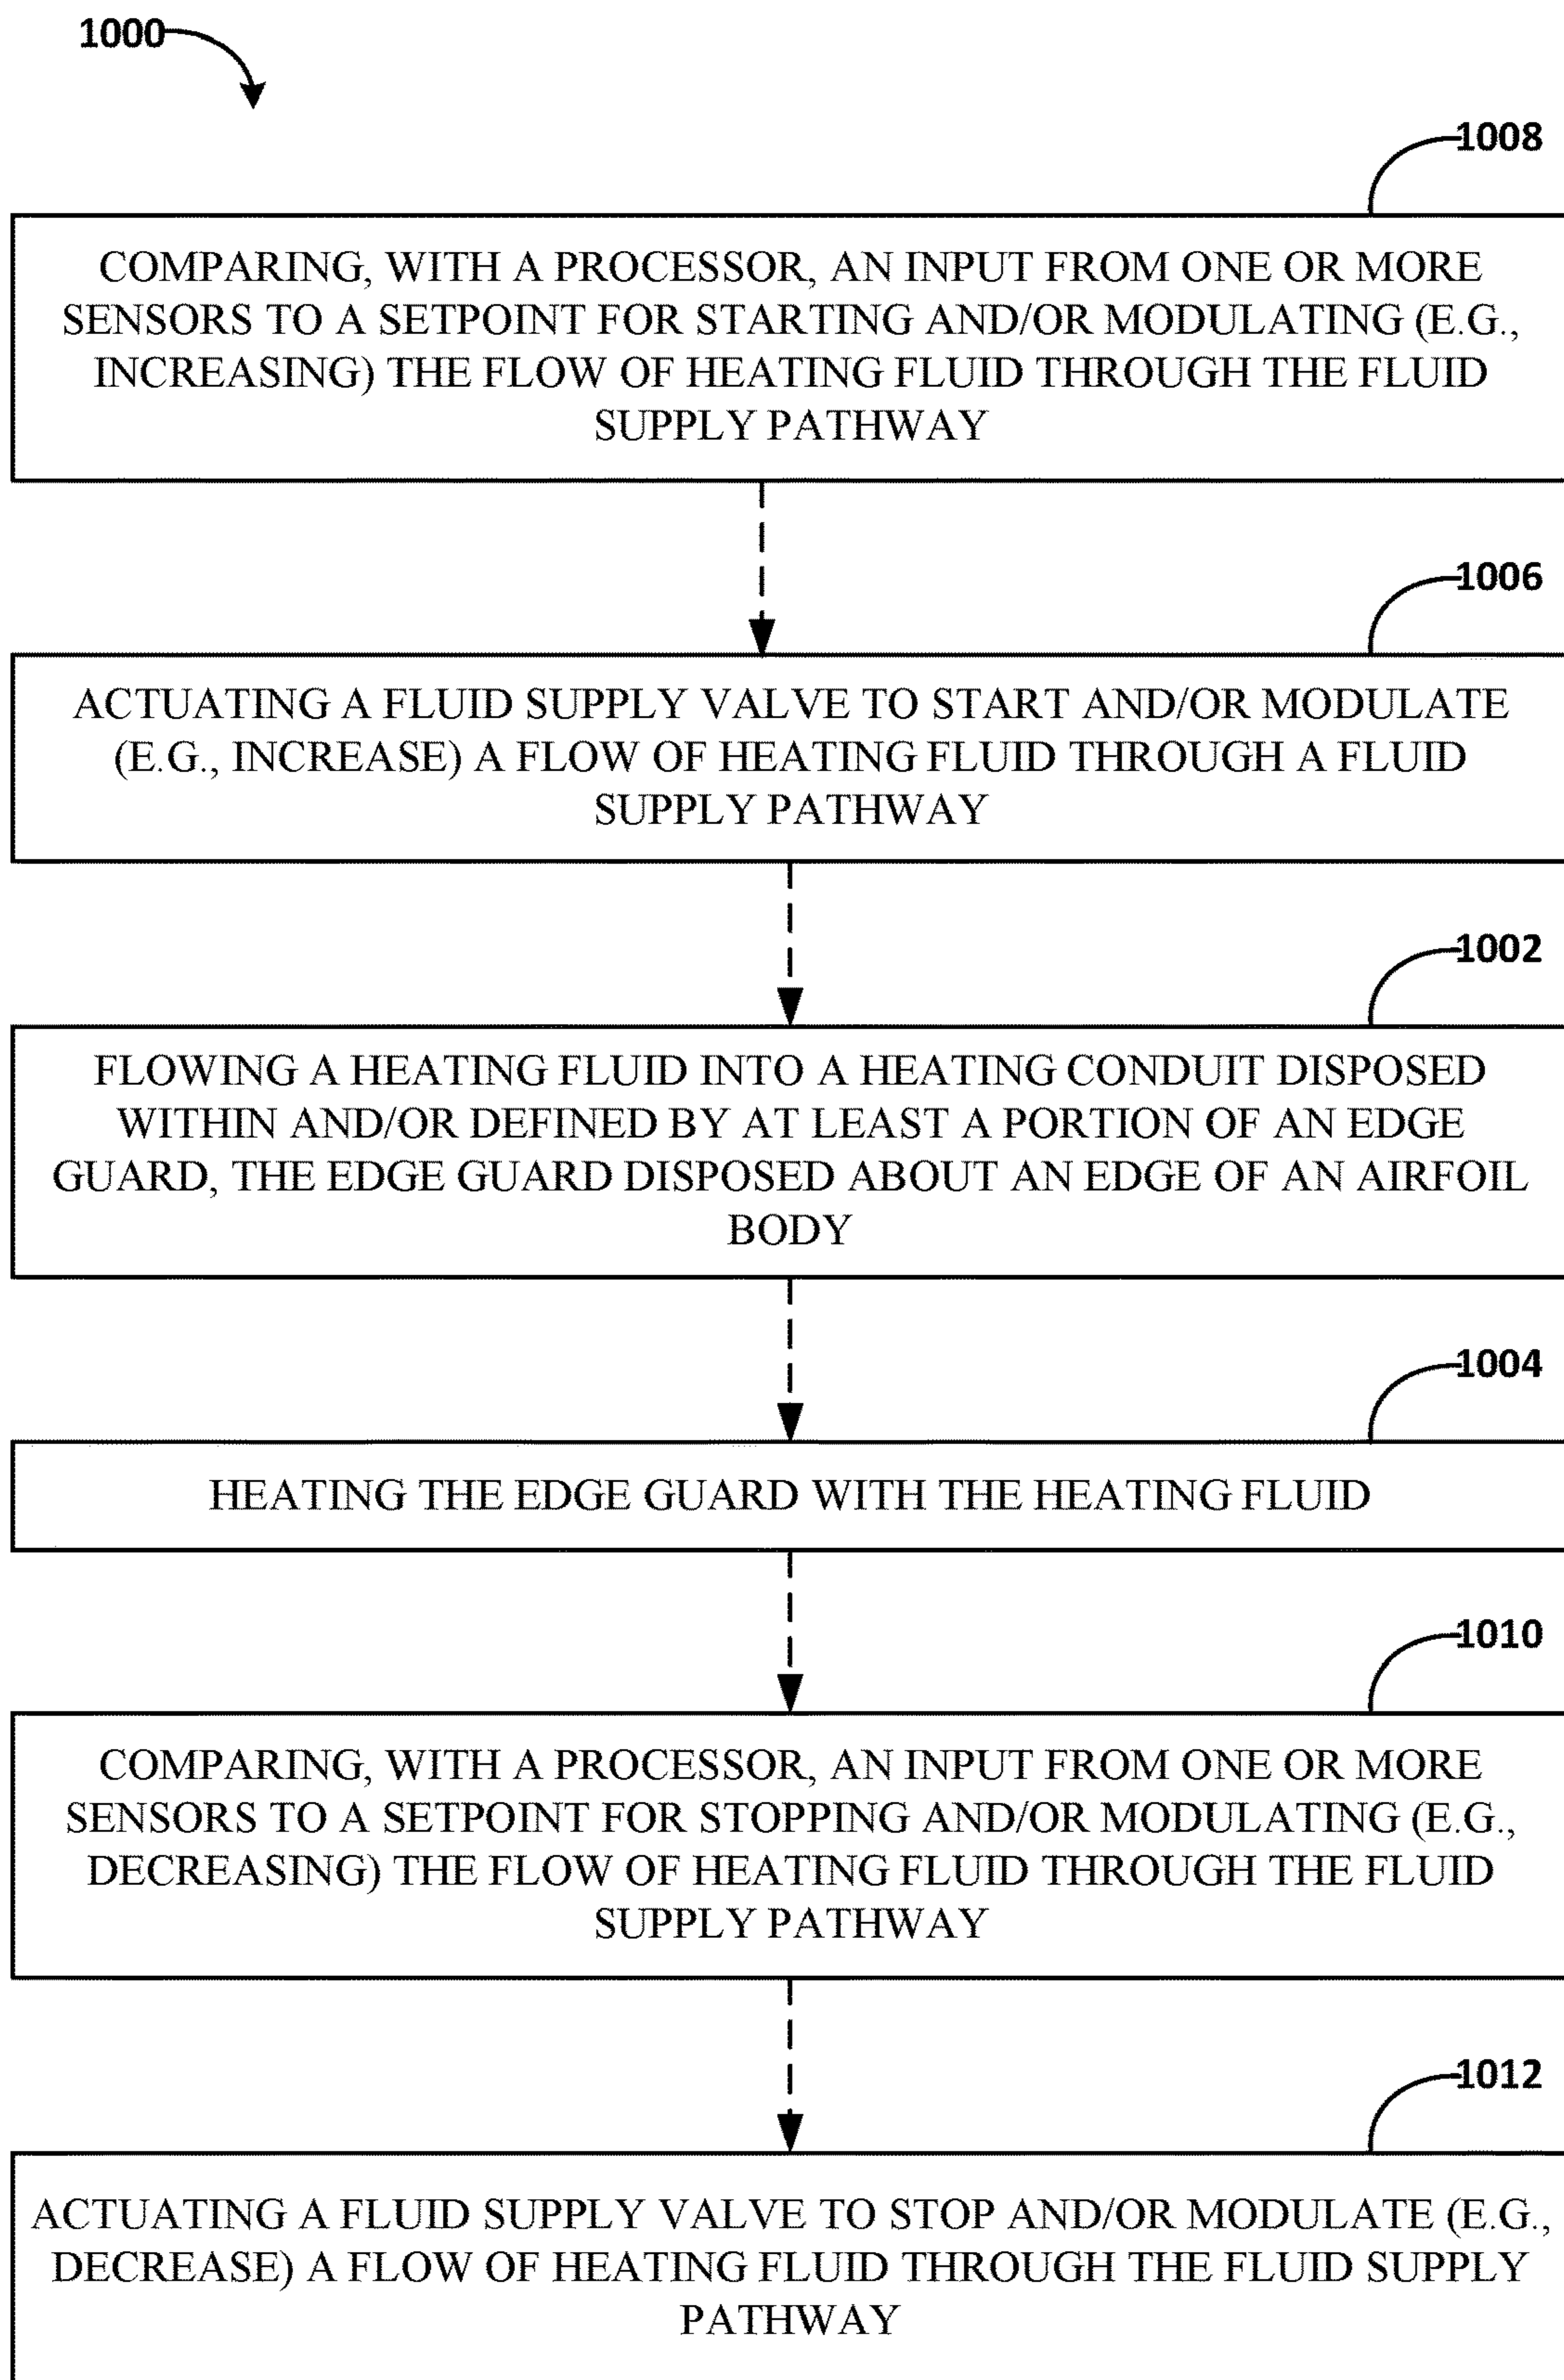 1000
1008
COMPARING, WITH A PROCESSOR, AN INPUT FROM ONE OR MORE
SENSORS TO A SETPOINT FOR STARTING AND/OR MODULATING (E.G.,
INCREASING) THE FLOW OF HEATING FLUID THROUGH THE FLUID
SUPPLY PATHWAY
1006
ACTUATING A FLUID SUPPLY VALVE TO START AND/OR MODULATE
(E.G., INCREASE) A FLOW OF HEATING FLUID THROUGH A FLUID
SUPPLY PATHWAY
1002
FLOWING A HEATING FLUID INTO A HEATING CONDUIT DISPOSED
WITHIN AND/OR DEFINED BY AT LEAST A PORTION OF AN EDGE
GUARD, THE EDGE GUARD DISPOSED ABOUT AN EDGE OF AN AIRFOIL
BODY
1004
HEATING THE EDGE GUARD WITH THE HEATING FLUID
1010
COMPARING, WITH A PROCESSOR, AN INPUT FROM ONE OR MORE
SENSORS TO A SETPOINT FOR STOPPING AND/OR MODULATING (E.G.,
DECREASING) THE FLOW OF HEATING FLUID THROUGH THE FLUID
SUPPLY PATHWAY
1012
ACTUATING A FLUID SUPPLY VALVE TO STOP AND/OR MODULATE (E.G.,
DECREASE) A FLOW OF HEATING FLUID THROUGH THE FLUID SUPPLY
PATHWAY